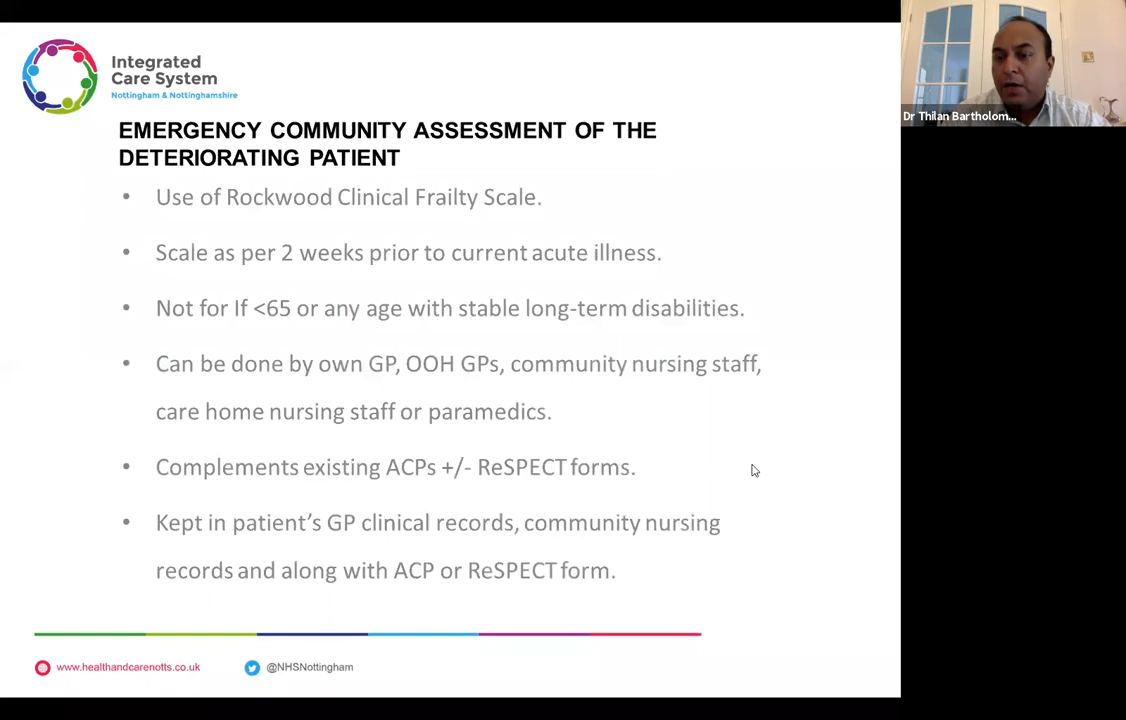 Integrated
Care System
Nottingham & Nottinghamshire
EMERGENCY COMMUNITY ASSESSMENT OF THE
DETERIORATING PATIENT
• Use of Rockwood Clinical Frailty Scale.
• Scale as per 2 weeks prior to current acute illness.
• Not for If <65 or any age with stable long-term disabilities.
• Can be done by own GP, OOH GPs, community nursing staff,
care home nursing staff or paramedics.
• Complements existing ACPs +/- ReSPECT forms.
• Kept in patient’s GP clinical records, community nursing
records and along with ACP or ReSPECT form.
www.healthandcarenotts.co.uk
@NHSNottingham
Dr Thilan Bartholom...